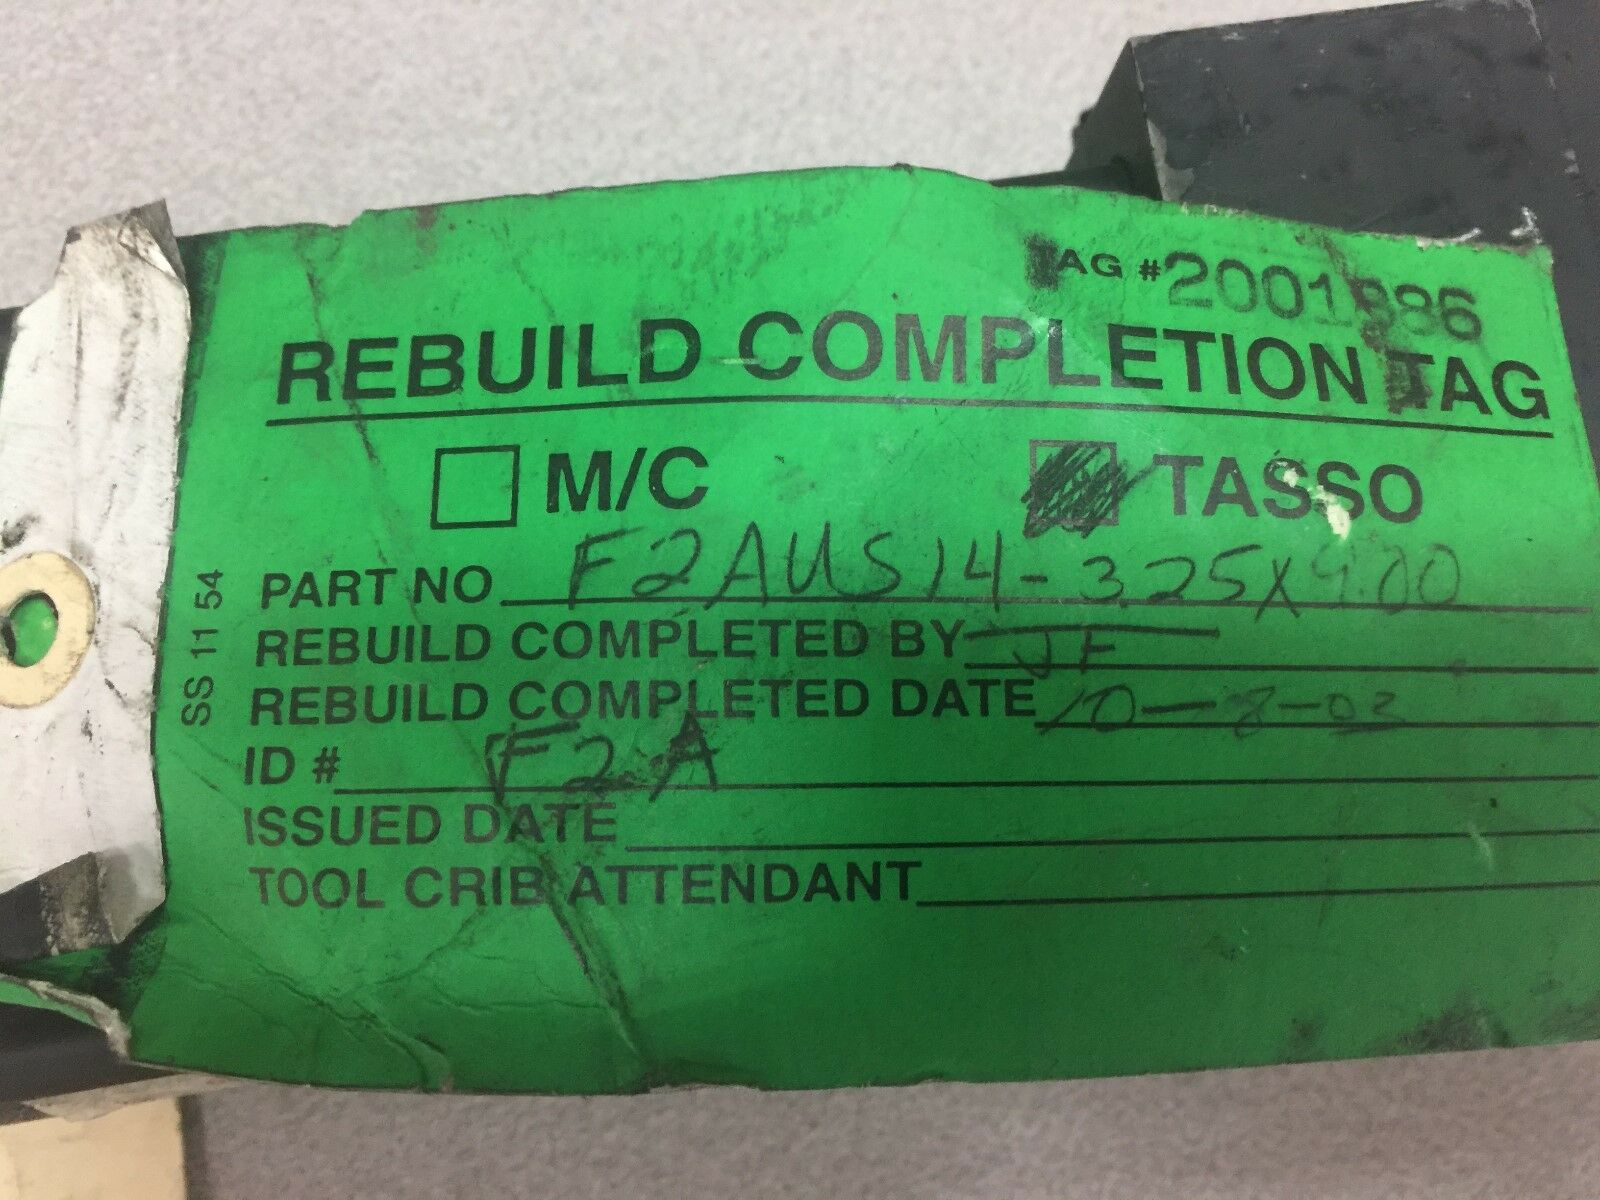 TAG #2001886
REBUILD COMPLETION TAG
M/C TASSO
PART NO F2AUS14-3.25X9.00
REBUILD COMPLETED BY JF
REBUILD COMPLETED DATE 10-8-03
ID # F2A
ISSUED DATE
TOOL CRIB ATTENDANT
SS 11 54